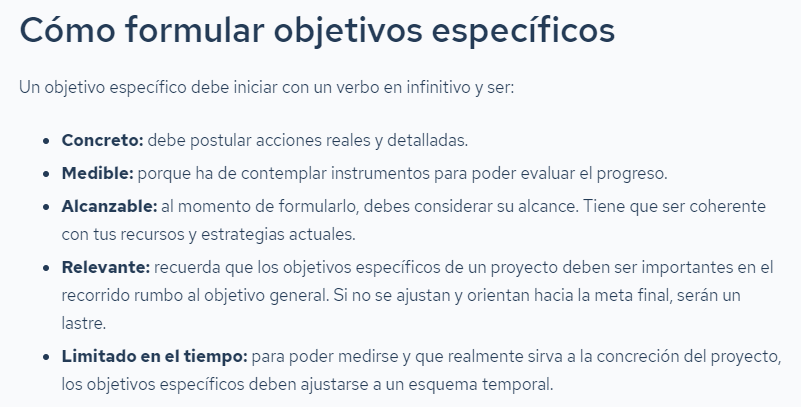 Cómo formular objetivos específicos
Un objetivo específico debe iniciar con un verbo en infinitivo y ser:
• Concreto: debe postular acciones reales y detalladas.
• Medible: porque ha de contemplar instrumentos para poder evaluar el progreso.
• Alcanzable: al momento de formularlo, debes considerar su alcance. Tiene que ser coherente
con tus recursos y estrategias actuales.
• Relevante: recuerda que los objetivos específicos de un proyecto deben ser importantes en el
recorrido rumbo al objetivo general. Si no se ajustan y orientan hacia la meta final, serán un
lastre.
• Limitado en el tiempo: para poder medirse y que realmente sirva a la concreción del proyecto,
los objetivos específicos deben ajustarse a un esquema temporal.